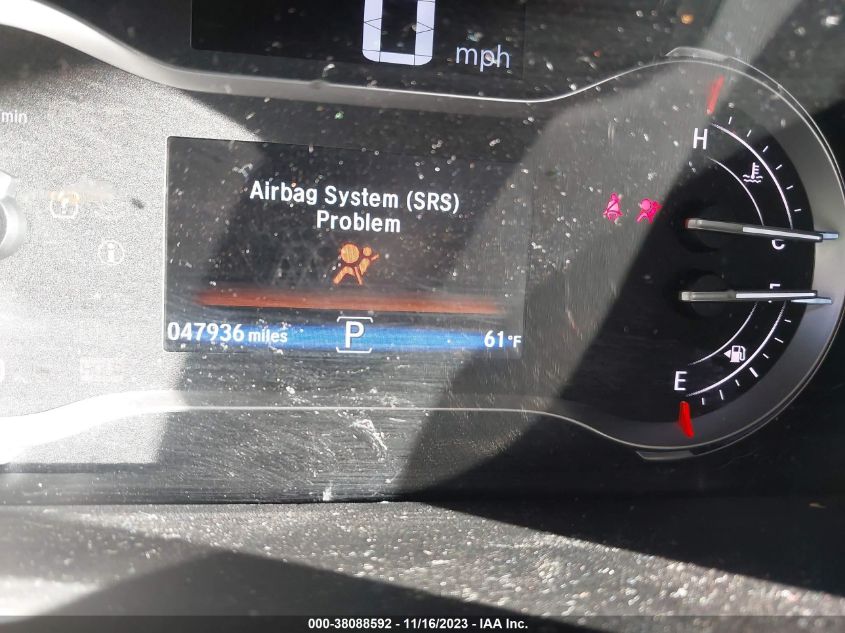 0
mph
min
H
Airbag System (SRS)
Problem
C
F
047936 miles P 61°F
E
000-38088592 - 11/16/2023 - IAA Inc.